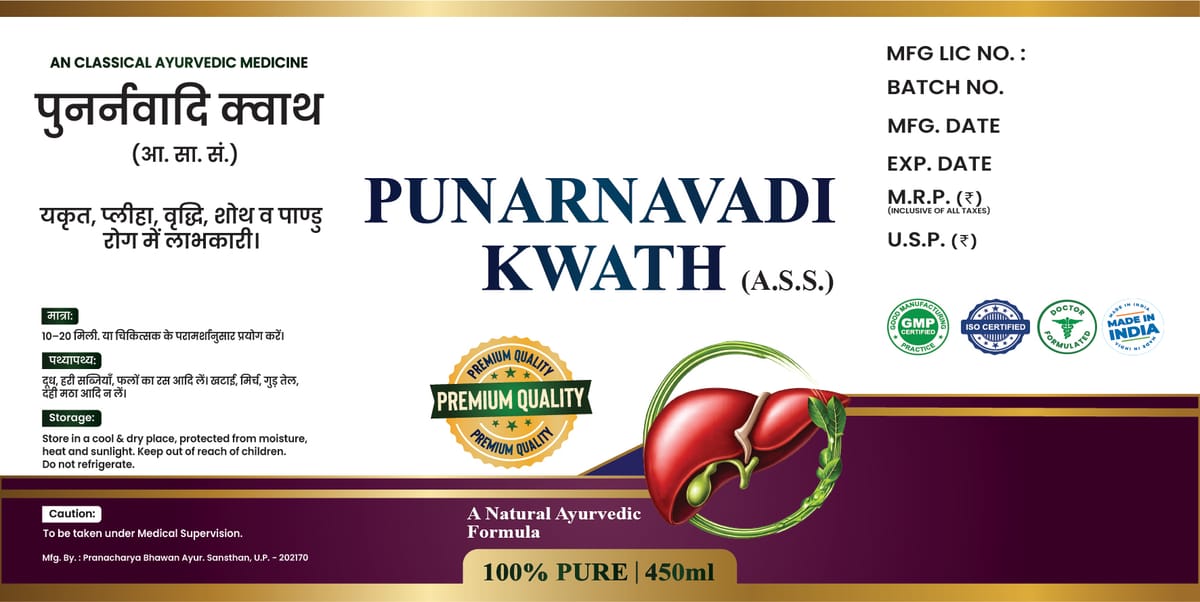 AN CLASSICAL AYURVEDIC MEDICINE
पुनर्नवादि क्वाथ
(आ. सा. सं.)
यकृत, प्लीहा, वृद्धि, शोथ व पाण्डु
रोग में लाभकारी।
मात्रा:
10–20 मिली. या चिकित्सक के परामर्शानुसार प्रयोग करें।
पथ्यापथ्य:
दूध, हरी सब्जियाँ, फलों का रस आदि लें। खटाई, मिर्च, गुड़ तेल,
दही मठा आदि न लें।
Storage:
Store in a cool & dry place, protected from moisture,
heat and sunlight. Keep out of reach of children.
Do not refrigerate.
Caution:
To be taken under Medical Supervision.
Mfg. By. : Pranacharya Bhawan Ayur. Sansthan, U.P. - 202170
PUNARNAVADI
KWATH (A.S.S.)
PREMIUM QUALITY
PREMIUM QUALITY
PREMIUM QUALITY
A Natural Ayurvedic
Formula
100% PURE | 450ml
MFG LIC NO. :
BATCH NO.
MFG. DATE
EXP. DATE
M.R.P. (₹)
(INCLUSIVE OF ALL TAXES)
U.S.P. (₹)
GOOD MANUFACTURING
GMP
CERTIFIED
PRACTICE
ISO CERTIFIED
DOCTOR
FORMULATED
MADE IN INDIA
MADE IN
INDIA